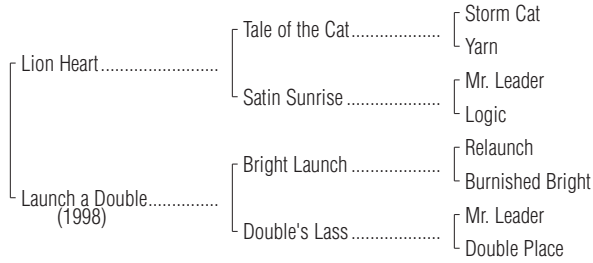 Storm Cat
Tale of the Cat...................
Yarn
Lion Heart.........................
Mr. Leader
Satin Sunrise ....................
Logic
Relaunch
Bright Launch ...................
Burnished Bright
Launch a Double...............
(1998)
Mr. Leader
Double's Lass ...................
Double Place